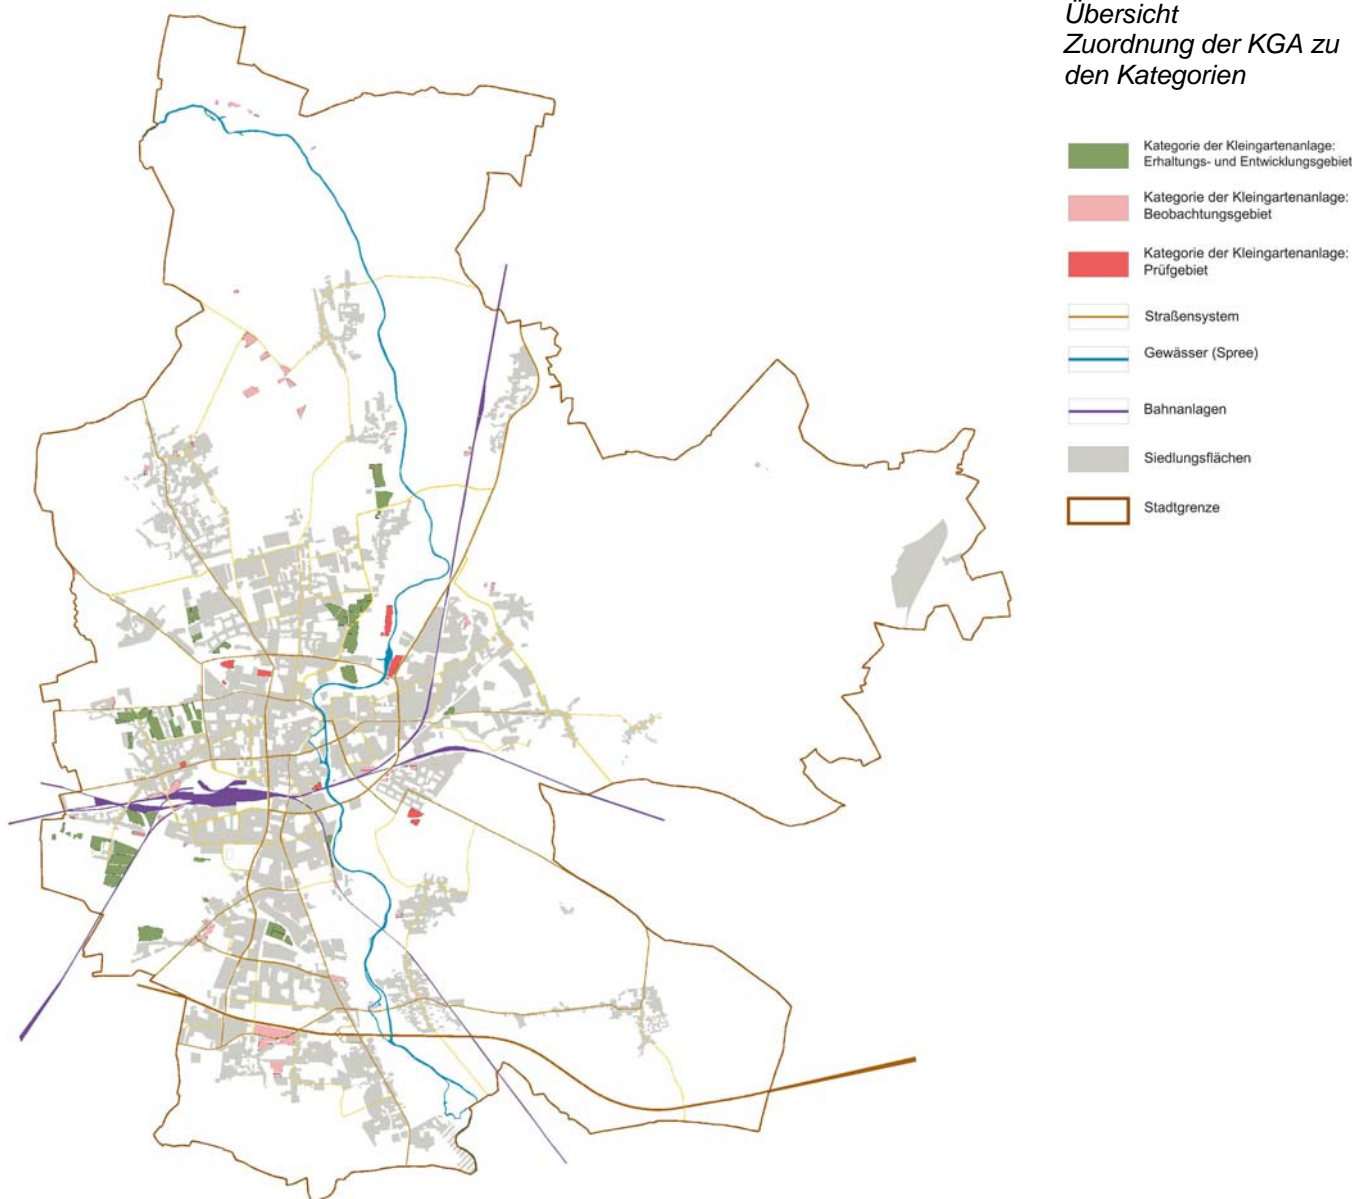 Übersicht
Zuordnung der KGA zu
den Kategorien
Kategorie der Kleingartenanlage:
Erhaltungs- und Entwicklungsgebiet
Kategorie der Kleingartenanlage:
Beobachtungsgebiet
Kategorie der Kleingartenanlage:
Prüfgebiet
Straßensystem
Gewässer (Spree)
Bahnanlagen
Siedlungsflächen
Stadtgrenze